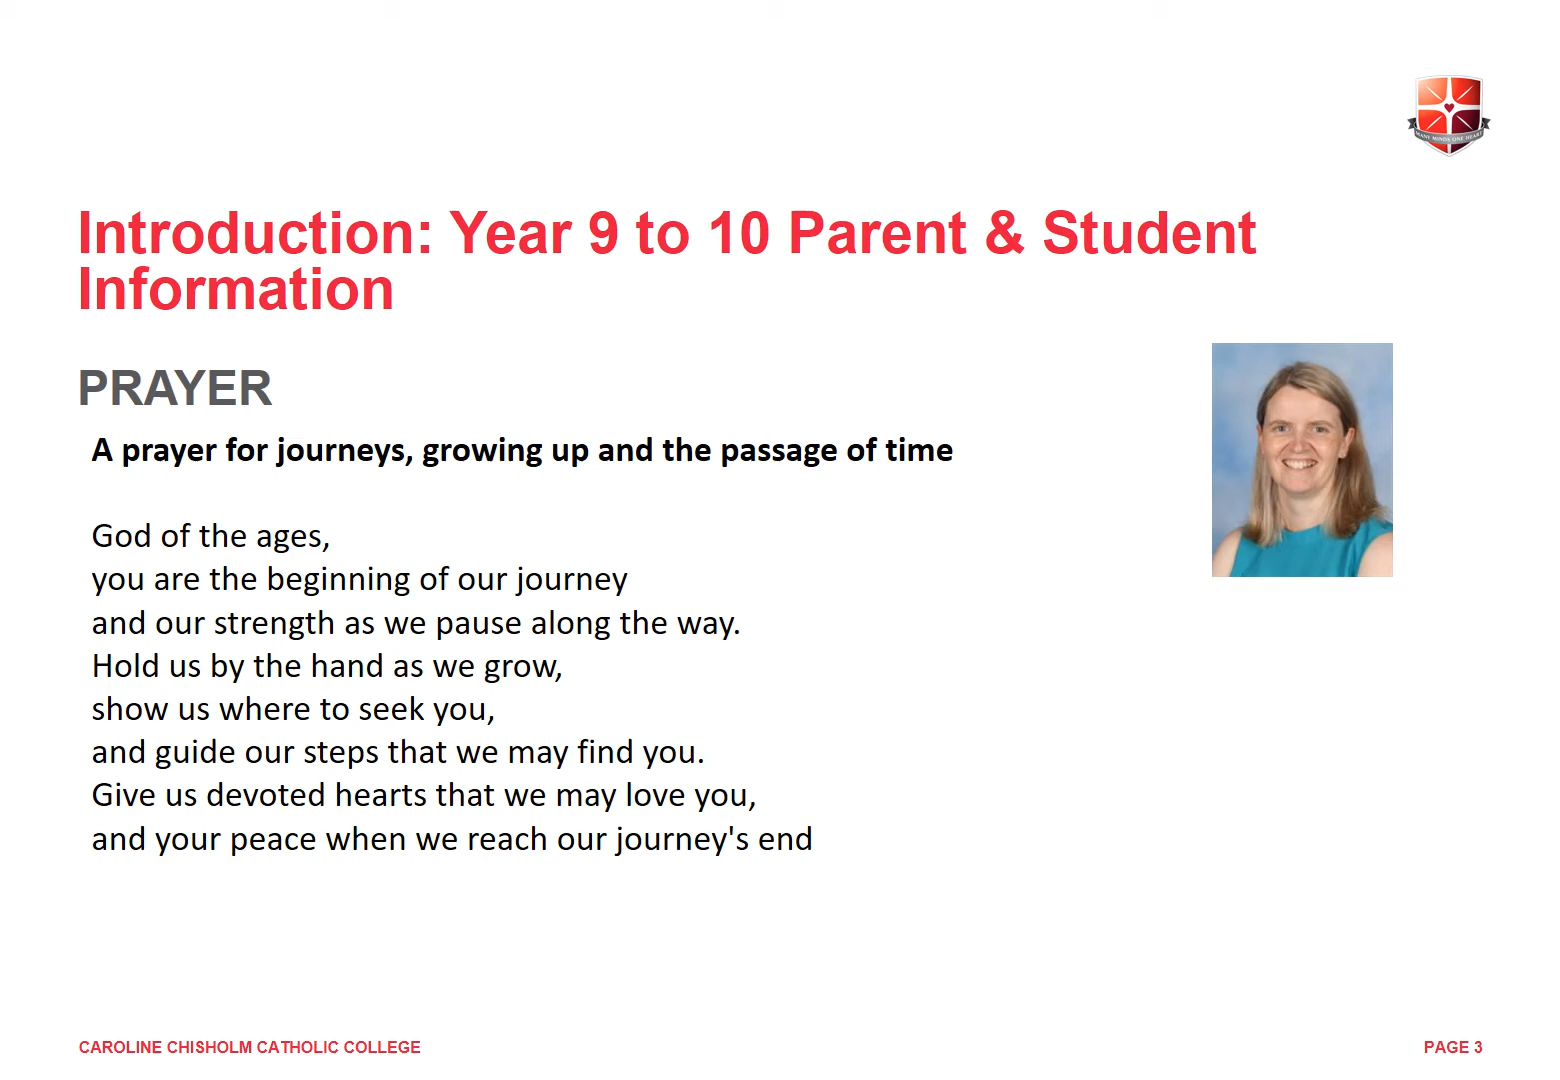 MANY MINDS ONE HEART
Introduction: Year 9 to 10 Parent & Student
Information
PRAYER
A prayer for journeys, growing up and the passage of time
God of the ages,
you are the beginning of our journey
and our strength as we pause along the way.
Hold us by the hand as we grow,
show us where to seek you,
and guide our steps that we may find you.
Give us devoted hearts that we may love you,
and your peace when we reach our journey's end
CAROLINE CHISHOLM CATHOLIC COLLEGE
PAGE 3